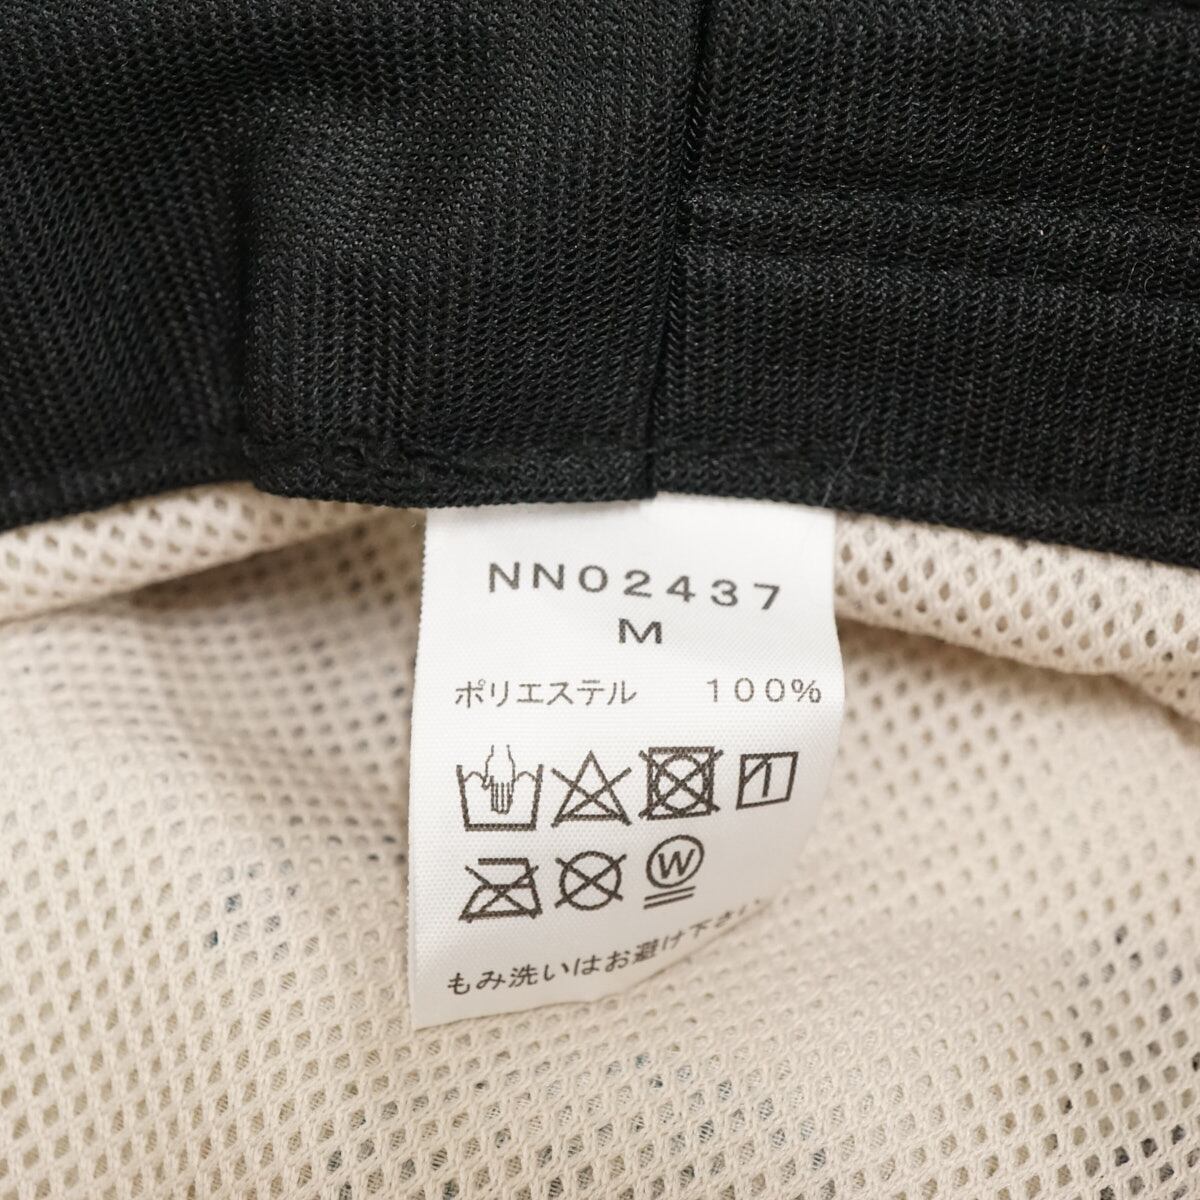 NN02437
M
ポリエステル 100%
W
もみ洗いはお避け下さい